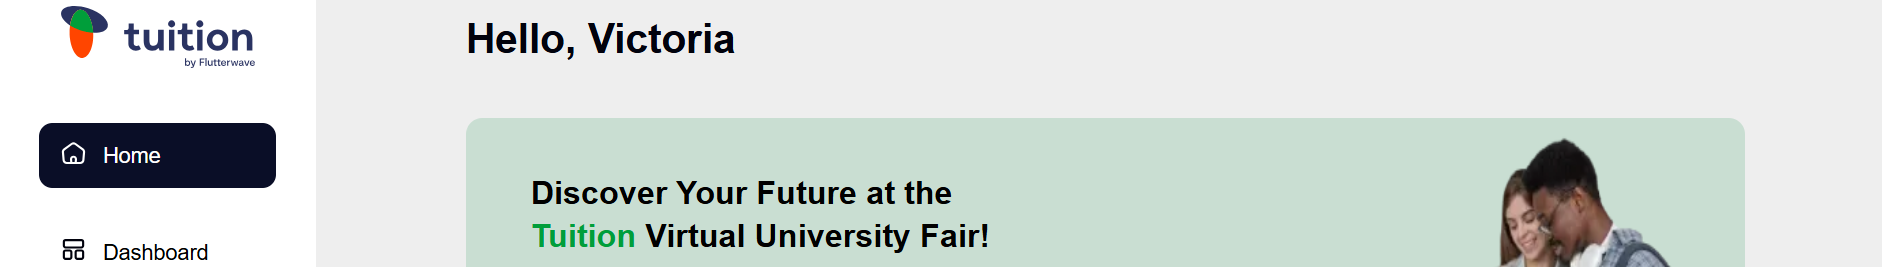 tuition
by Flutterwave
Home
Dashboard
Hello, Victoria
Discover Your Future at the
Tuition Virtual University Fair!